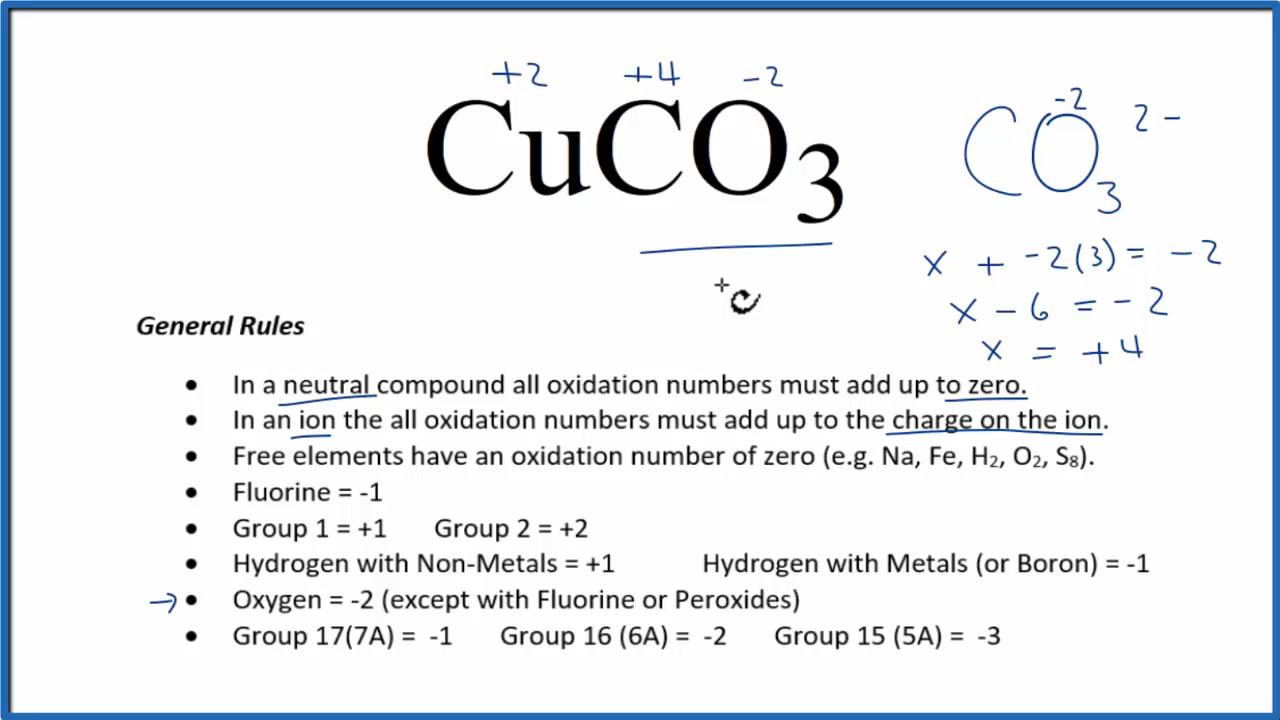 +2 +4 -2
CuCO₃
-2
CO₃ 2-
x + -2(3) = -2
x - 6 = -2
x = +4
General Rules
• In a neutral compound all oxidation numbers must add up to zero.
• In an ion the all oxidation numbers must add up to the charge on the ion.
• Free elements have an oxidation number of zero (e.g. Na, Fe, H₂, O₂, S₈).
• Fluorine = -1
• Group 1 = +1 Group 2 = +2
• Hydrogen with Non-Metals = +1 Hydrogen with Metals (or Boron) = -1
→ • Oxygen = -2 (except with Fluorine or Peroxides)
• Group 17(7A) = -1 Group 16 (6A) = -2 Group 15 (5A) = -3